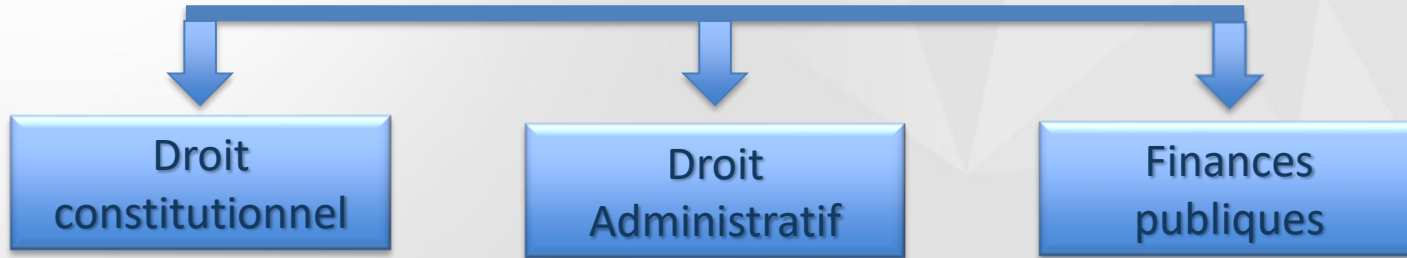 Droit
constitutionnel
Droit
Administratif
Finances
publiques